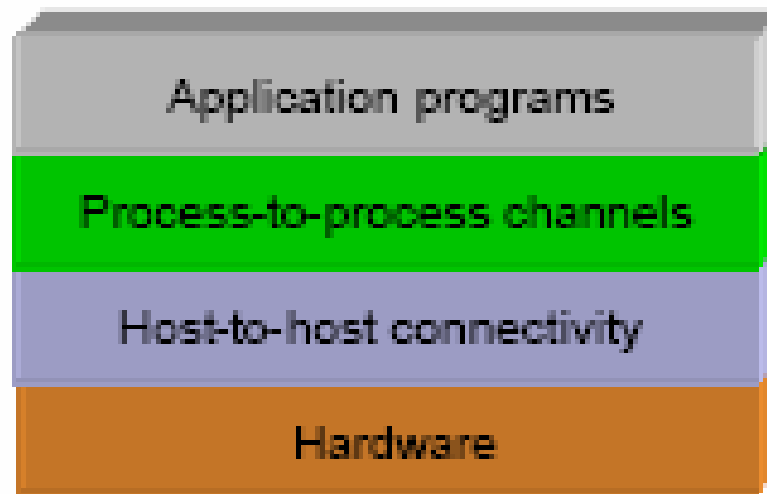 Application programs
Process-to-process channels
Host-to-host connectivity
Hardware